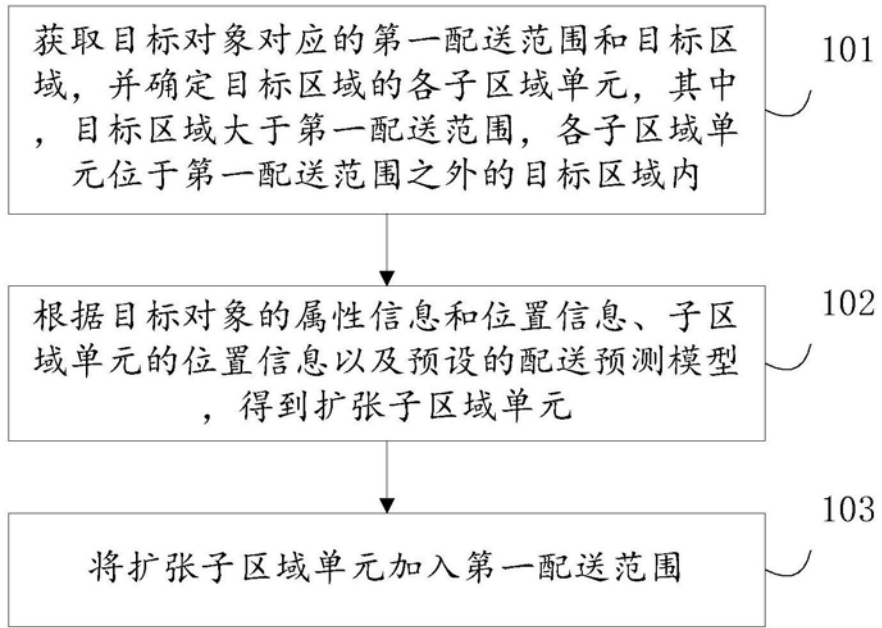 获取目标对象对应的第一配送范围和目标区
域，并确定目标区域的各子区域单元，其中
，目标区域大于第一配送范围，各子区域单
元位于第一配送范围之外的目标区域内
101
根据目标对象的属性信息和位置信息、子区
域单元的位置信息以及预设的配送预测模型
，得到扩张子区域单元
102
将扩张子区域单元加入第一配送范围
103